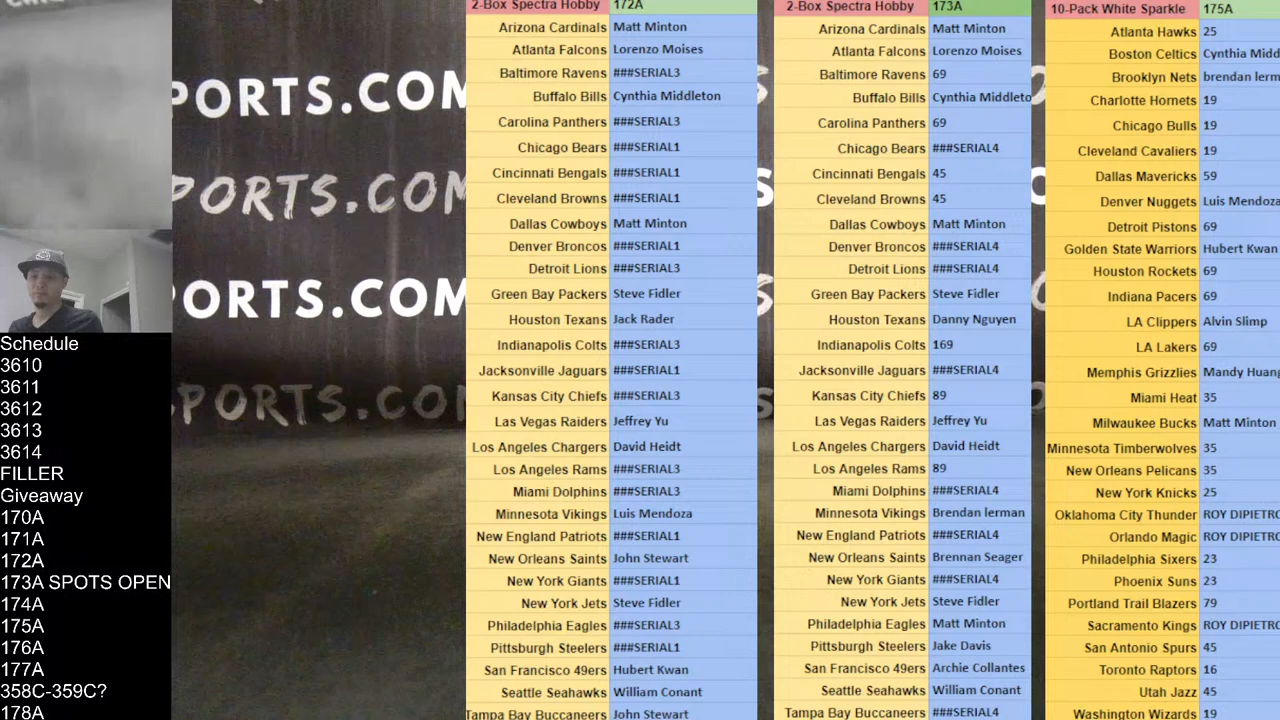 PORTS.COM
PORTS.COM
PORTS.COM
PORTS.COM
Schedule
3610
3611
3612
3613
3614
FILLER
Giveaway
170A
171A
172A
173A SPOTS OPEN
174A
175A
176A
177A
358C-359C?
178A
2-Box Spectra Hobby 172A
Arizona Cardinals Matt Minton
Atlanta Falcons Lorenzo Moises
Baltimore Ravens ###SERIAL3
Buffalo Bills Cynthia Middleton
Carolina Panthers ###SERIAL3
Chicago Bears ###SERIAL1
Cincinnati Bengals ###SERIAL1
Cleveland Browns ###SERIAL1
Dallas Cowboys Matt Minton
Denver Broncos ###SERIAL1
Detroit Lions ###SERIAL3
Green Bay Packers Steve Fidler
Houston Texans Jack Rader
Indianapolis Colts ###SERIAL3
Jacksonville Jaguars ###SERIAL1
Kansas City Chiefs ###SERIAL3
Las Vegas Raiders Jeffrey Yu
Los Angeles Chargers David Heidt
Los Angeles Rams ###SERIAL3
Miami Dolphins ###SERIAL3
Minnesota Vikings Luis Mendoza
New England Patriots ###SERIAL1
New Orleans Saints John Stewart
New York Giants ###SERIAL1
New York Jets Steve Fidler
Philadelphia Eagles ###SERIAL3
Pittsburgh Steelers ###SERIAL1
San Francisco 49ers Hubert Kwan
Seattle Seahawks William Conant
Tampa Bay Buccaneers John Stewart
2-Box Spectra Hobby 173A
Arizona Cardinals Matt Minton
Atlanta Falcons Lorenzo Moises
Baltimore Ravens 69
Buffalo Bills Cynthia Middleto
Carolina Panthers 69
Chicago Bears ###SERIAL4
Cincinnati Bengals 45
Cleveland Browns 45
Dallas Cowboys Matt Minton
Denver Broncos ###SERIAL4
Detroit Lions ###SERIAL4
Green Bay Packers Steve Fidler
Houston Texans Danny Nguyen
Indianapolis Colts 169
Jacksonville Jaguars ###SERIAL4
Kansas City Chiefs 89
Las Vegas Raiders Jeffrey Yu
Los Angeles Chargers David Heidt
Los Angeles Rams 89
Miami Dolphins ###SERIAL4
Minnesota Vikings Brendan lerman
New England Patriots ###SERIAL4
New Orleans Saints Brennan Seager
New York Giants ###SERIAL4
New York Jets Steve Fidler
Philadelphia Eagles Matt Minton
Pittsburgh Steelers Jake Davis
San Francisco 49ers Archie Collantes
Seattle Seahawks William Conant
Tampa Bay Buccaneers ###SERIAL4
10-Pack White Sparkle 175A
Atlanta Hawks 25
Boston Celtics Cynthia Midd
Brooklyn Nets brendan lerm
Charlotte Hornets 19
Chicago Bulls 19
Cleveland Cavaliers 19
Dallas Mavericks 59
Denver Nuggets Luis Mendoza
Detroit Pistons 69
Golden State Warriors Hubert Kwan
Houston Rockets 69
Indiana Pacers 69
LA Clippers Alvin Slimp
LA Lakers 69
Memphis Grizzlies Mandy Huang
Miami Heat 35
Milwaukee Bucks Matt Minton
Minnesota Timberwolves 35
New Orleans Pelicans 35
New York Knicks 25
Oklahoma City Thunder ROY DIPIETRO
Orlando Magic ROY DIPIETRO
Philadelphia Sixers 23
Phoenix Suns 23
Portland Trail Blazers 79
Sacramento Kings ROY DIPIETRO
San Antonio Spurs 45
Toronto Raptors 16
Utah Jazz 45
Washington Wizards 19